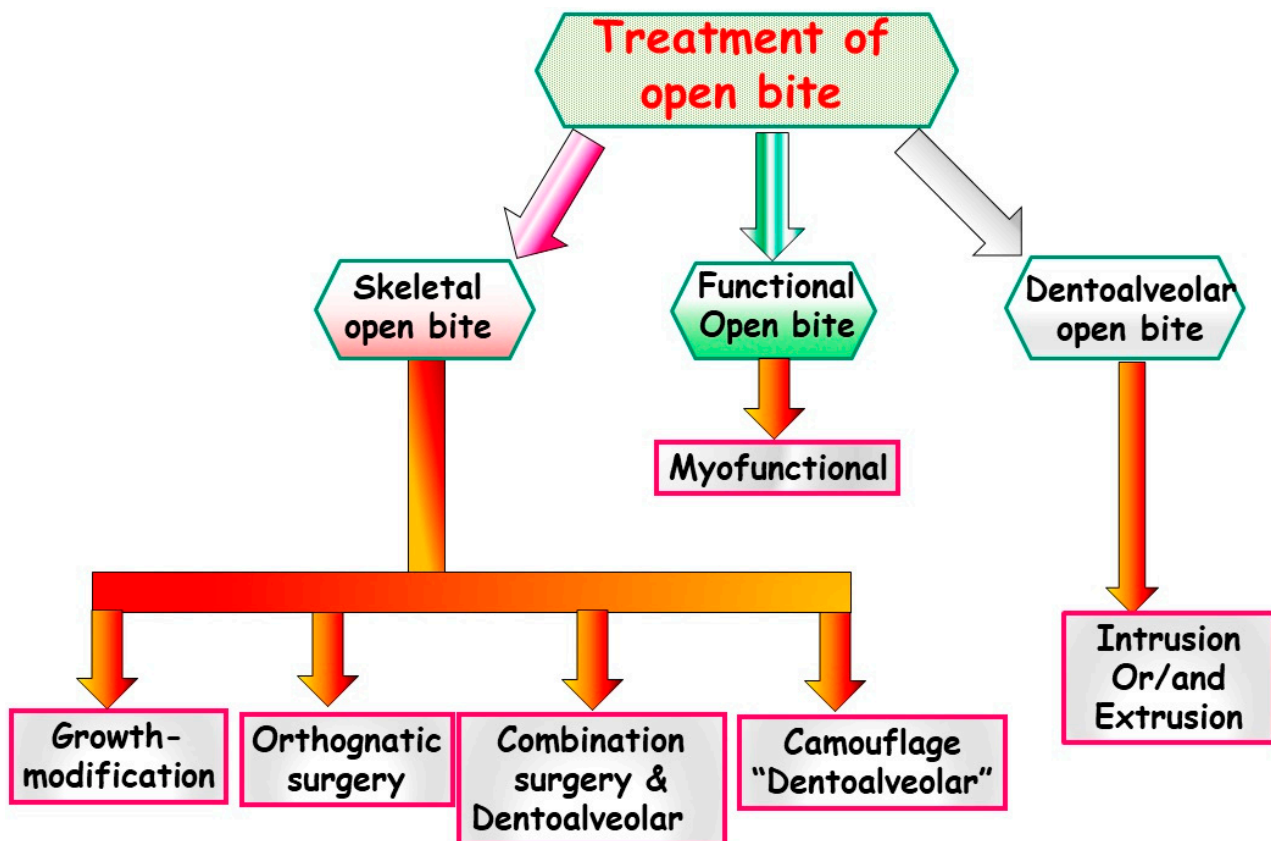 Treatment of
open bite
Skeletal
open bite
Functional
Open bite
Dentoalveolar
open bite
Myofunctional
Growth-
modification
Orthognatic
surgery
Combination
surgery &
Dentoalveolar
Camouflage
“Dentoalveolar”
Intrusion
Or/and
Extrusion